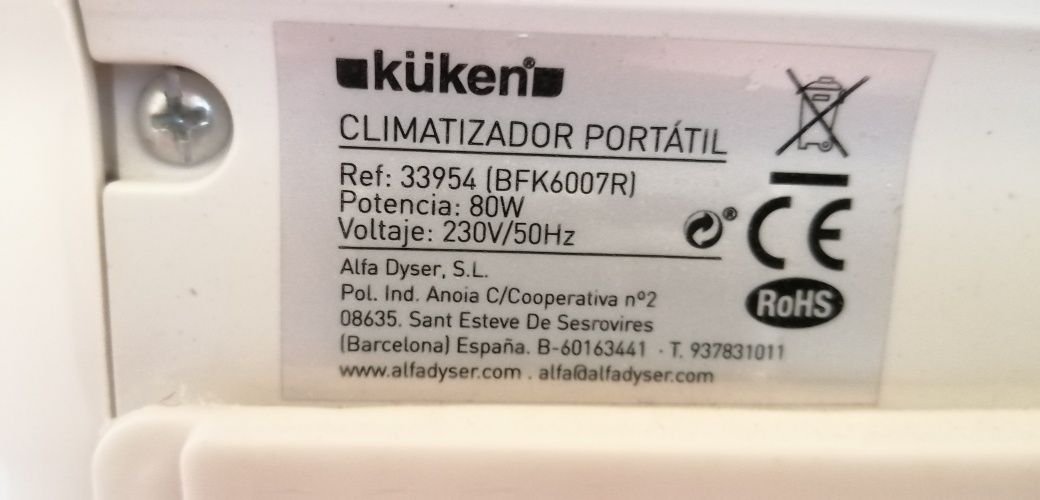 küken®
CLIMATIZADOR PORTÁTIL
Ref: 33954 (BFK6007R)
Potencia: 80W
Voltaje: 230V/50Hz
®
CE
RoHS
Alfa Dyser, S.L.
Pol. Ind. Anoia C/Cooperativa nº2
08635. Sant Esteve De Sesrovires
(Barcelona) España. B-60163441 · T. 937831011
www.alfadyser.com . alfa@alfadyser.com